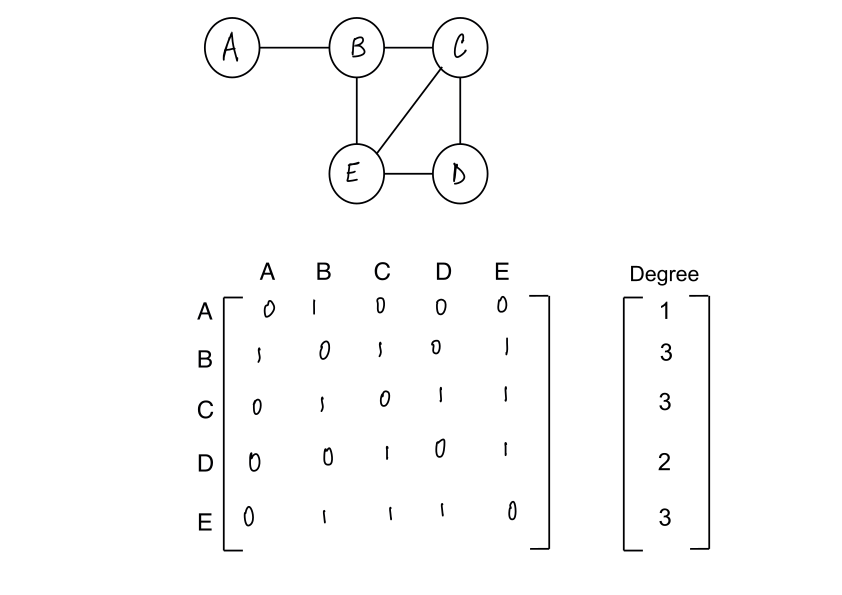 A B C
E D
A B C D E Degree
A 0 1 0 0 0 1
B 1 0 1 0 1 3
C 0 1 0 1 1 3
D 0 0 1 0 1 2
E 0 1 1 1 0 3